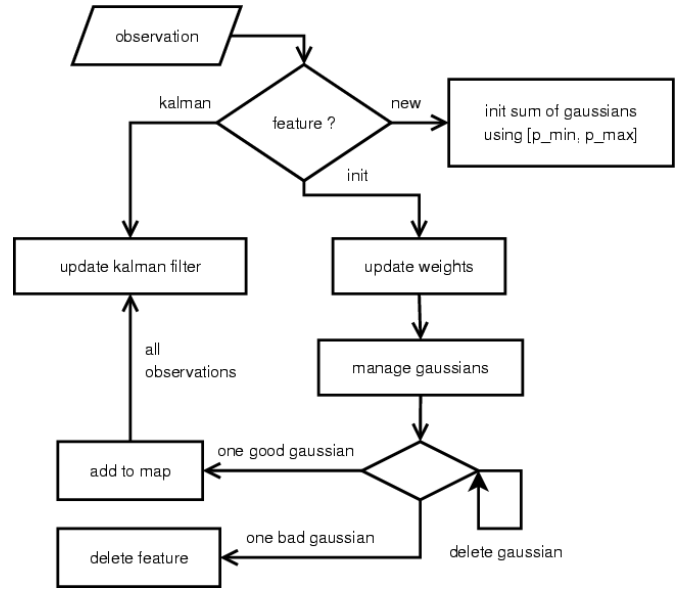 observation
kalman
feature ?
new
init sum of gaussians
using [p_min, p_max]
init
update kalman filter
update weights
all
observations
manage gaussians
one good gaussian
add to map
one bad gaussian
delete gaussian
delete feature